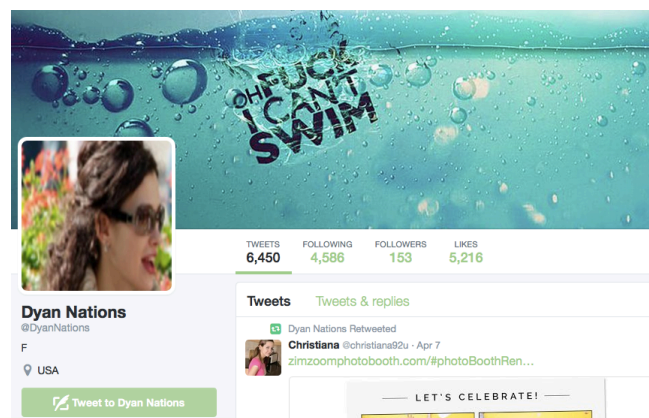 OH FUCK
I CAN'T
SWIM
TWEETS FOLLOWING FOLLOWERS LIKES
6,450 4,586 153 5,216
Dyan Nations
@DyanNations
F
USA
Tweet to Dyan Nations
Tweets Tweets & replies
Dyan Nations Retweeted
Christiana @christiana92u · Apr 7
zimzoomphotobooth.com/#photoBoothRen...
LET'S CELEBRATE!